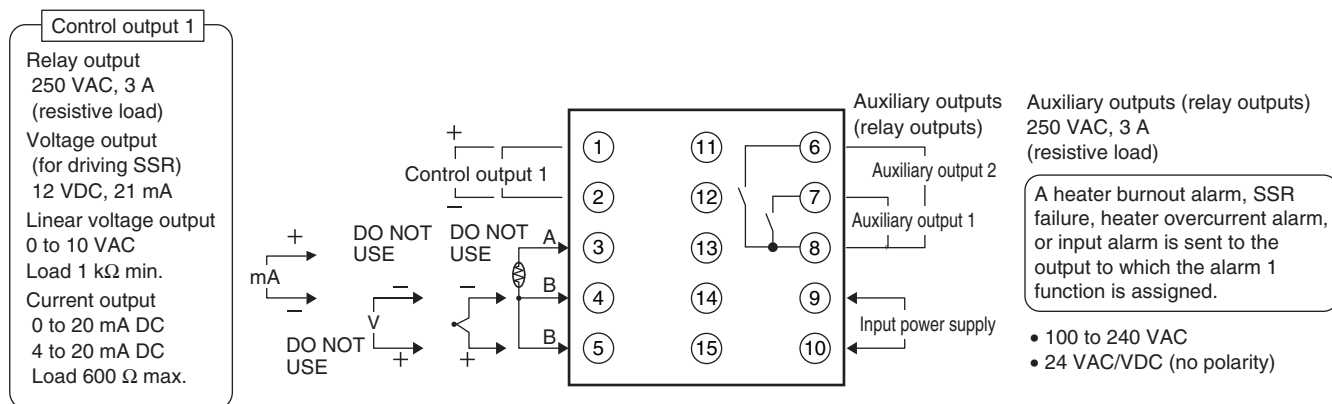 Control output 1
Relay output
250 VAC, 3 A
(resistive load)
Voltage output
(for driving SSR)
12 VDC, 21 mA
Linear voltage output
0 to 10 VAC
Load 1 kΩ min.
Current output
0 to 20 mA DC
4 to 20 mA DC
Load 600 Ω max.
+
mA
−
DO NOT
USE
−
V
+
DO NOT
USE
DO NOT
USE
−
+
+
Control output 1
−
A
B
B
1
2
3
4
5
11
12
13
14
15
6
7
8
9
10
Auxiliary outputs
(relay outputs)
Auxiliary output 2
Auxiliary output 1
Input power supply
Auxiliary outputs (relay outputs)
250 VAC, 3 A
(resistive load)
A heater burnout alarm, SSR
failure, heater overcurrent alarm,
or input alarm is sent to the
output to which the alarm 1
function is assigned.
• 100 to 240 VAC
• 24 VAC/VDC (no polarity)